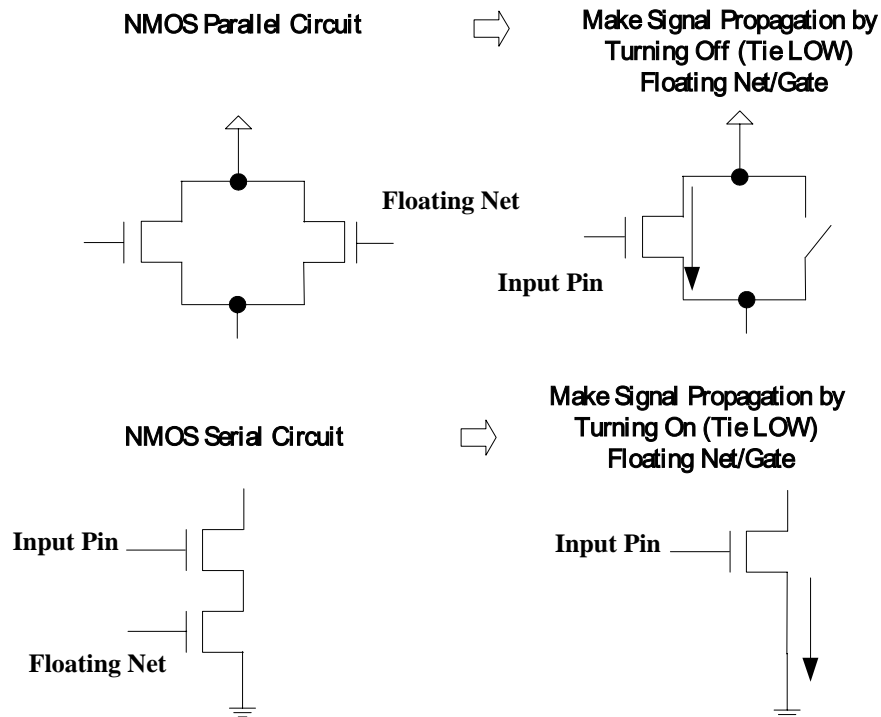 NMOS Parallel Circuit
Make Signal Propagation by
Turning Off (Tie LOW)
Floating Net/Gate
Floating Net
Input Pin
NMOS Serial Circuit
Make Signal Propagation by
Turning On (Tie LOW)
Floating Net/Gate
Input Pin
Floating Net
Input Pin